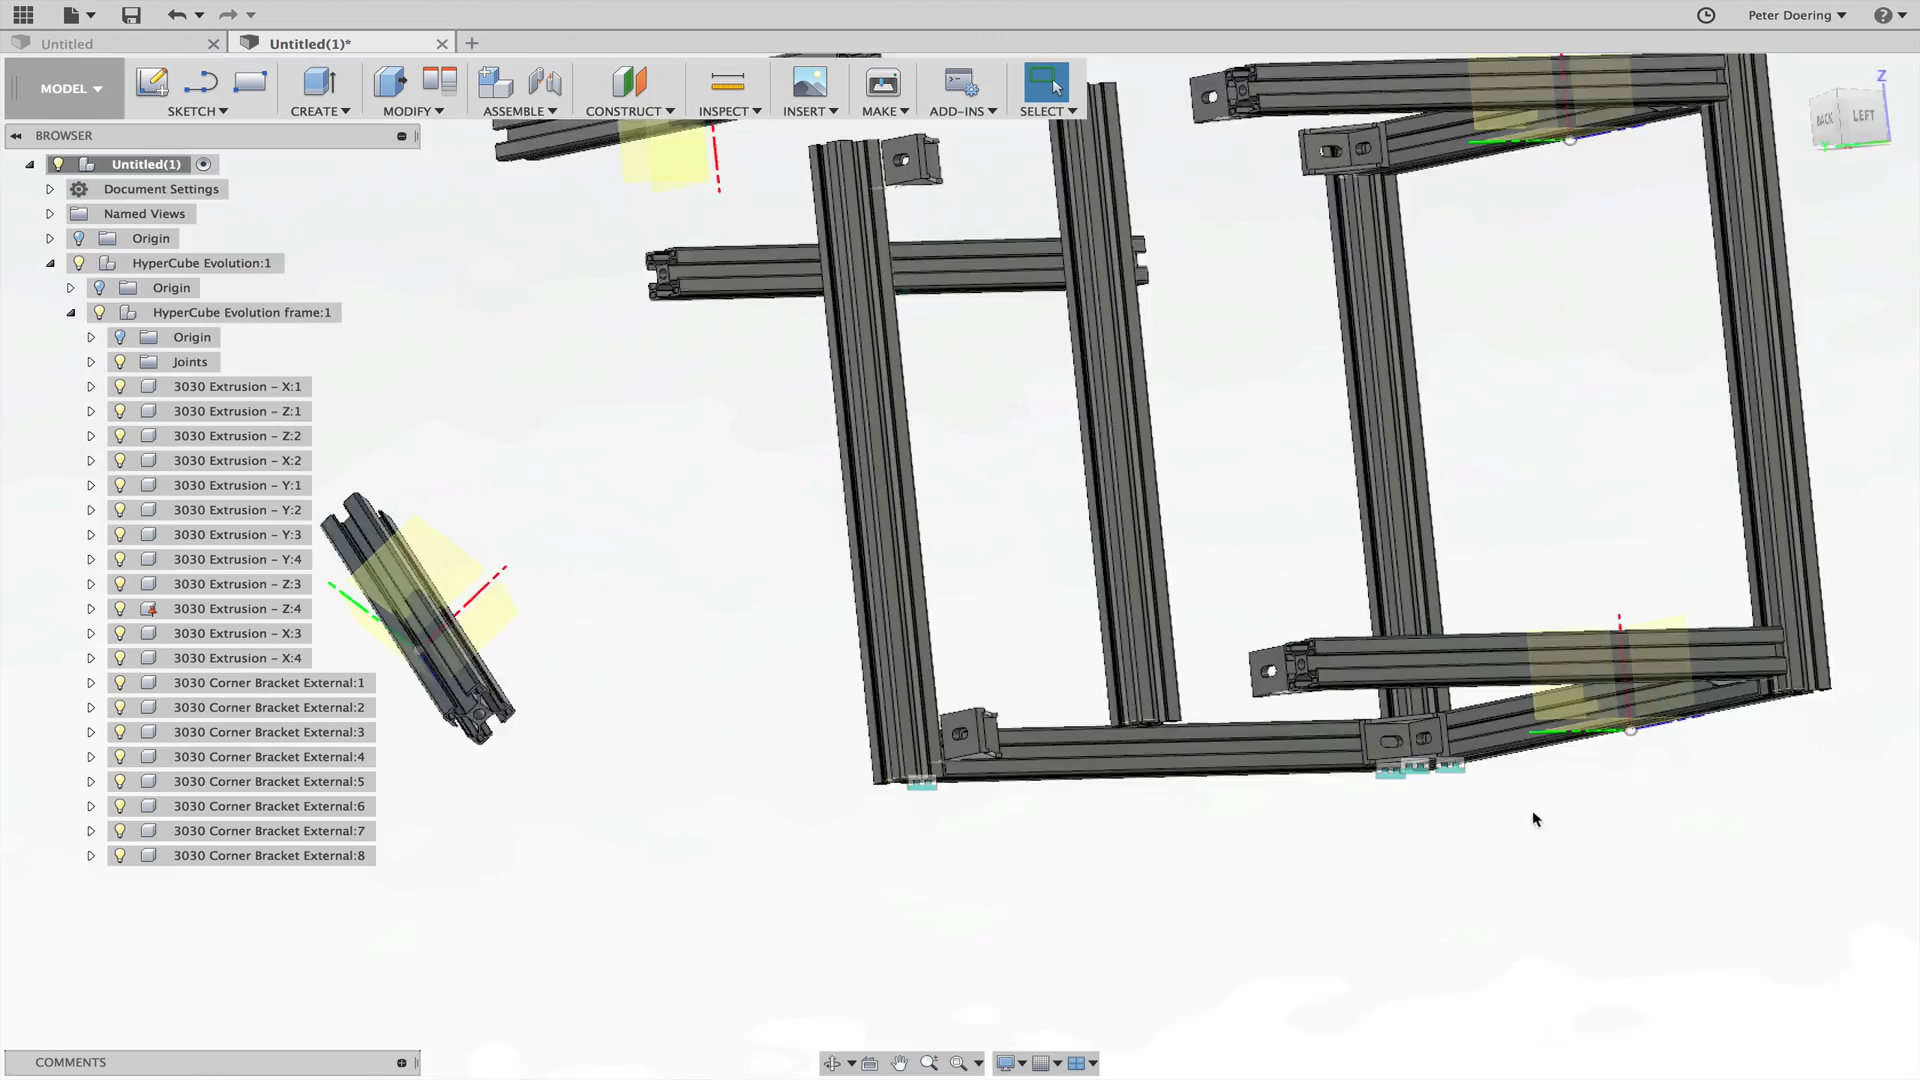 Peter Doering
Untitled
Untitled(1)*
MODEL
SKETCH
CREATE
MODIFY
ASSEMBLE
CONSTRUCT
INSPECT
INSERT
MAKE
ADD-INS
SELECT
Z
BACK
LEFT
Y
BROWSER
Untitled(1)
Document Settings
Named Views
Origin
HyperCube Evolution:1
Origin
HyperCube Evolution frame:1
Origin
Joints
3030 Extrusion - X:1
3030 Extrusion - Z:1
3030 Extrusion - Z:2
3030 Extrusion - X:2
3030 Extrusion - Y:1
3030 Extrusion - Y:2
3030 Extrusion - Y:3
3030 Extrusion - Y:4
3030 Extrusion - Z:3
3030 Extrusion - Z:4
3030 Extrusion - X:3
3030 Extrusion - X:4
3030 Corner Bracket External:1
3030 Corner Bracket External:2
3030 Corner Bracket External:3
3030 Corner Bracket External:4
3030 Corner Bracket External:5
3030 Corner Bracket External:6
3030 Corner Bracket External:7
3030 Corner Bracket External:8
COMMENTS